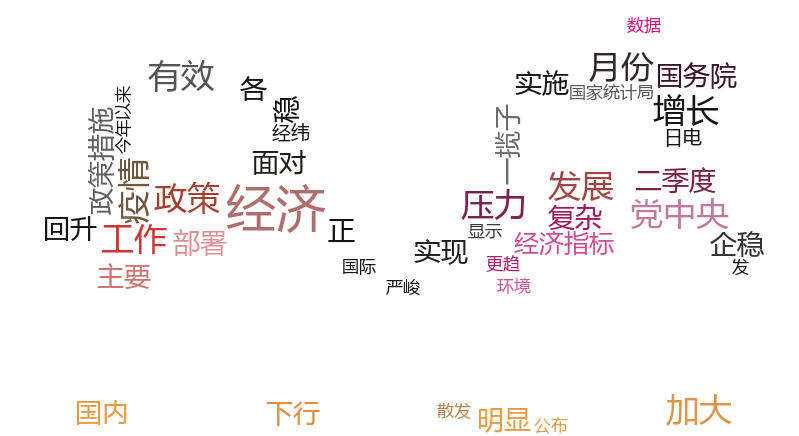 数据
月份
国务院
有效
实施
各
国家统计局
今年以来
稳
增长
经纬
日电
政策措施
一揽子
面对
疫情
二季度
政策
发展
经济
压力
复杂
党中央
回升
正
显示
工作
部署
经济指标
企稳
实现
更趋
国际
发
主要
严峻
环境
国内
下行
散发
明显
公布
加大